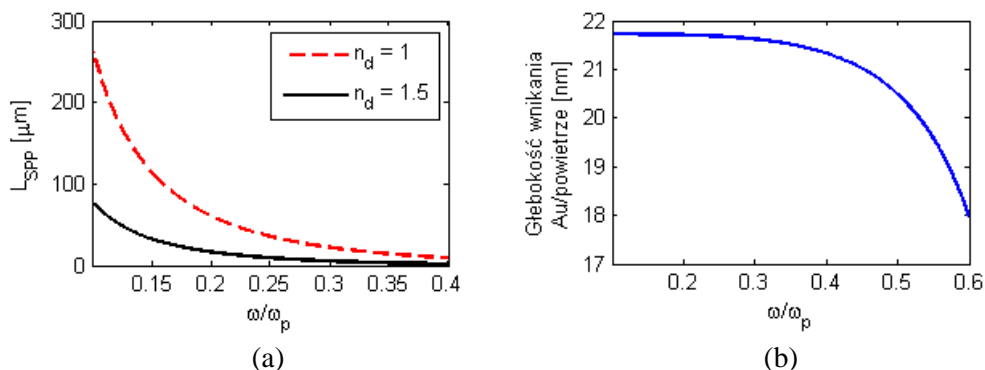 300
200
100
0
L_SPP [μm]
n_d = 1
n_d = 1.5
0.15 0.2 0.25 0.3 0.35 0.4
ω/ω_p
(a)
22
21
20
19
18
17
Głebokość wnikania
Au/powietrze [nm]
0.2 0.3 0.4 0.5 0.6
ω/ω_p
(b)